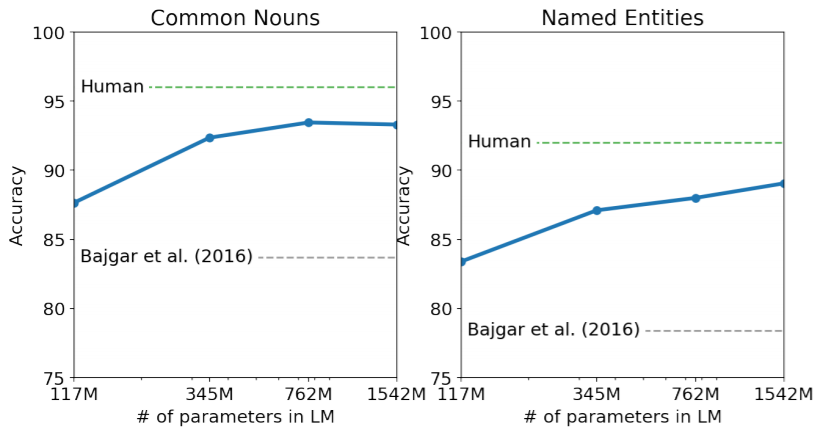 Common Nouns
100
95
90
85
80
75
Accuracy
Human
Bajgar et al. (2016)
117M
345M
762M
1542M
# of parameters in LM
Named Entities
100
95
90
85
80
75
Accuracy
Human
Bajgar et al. (2016)
117M
345M
762M
1542M
# of parameters in LM